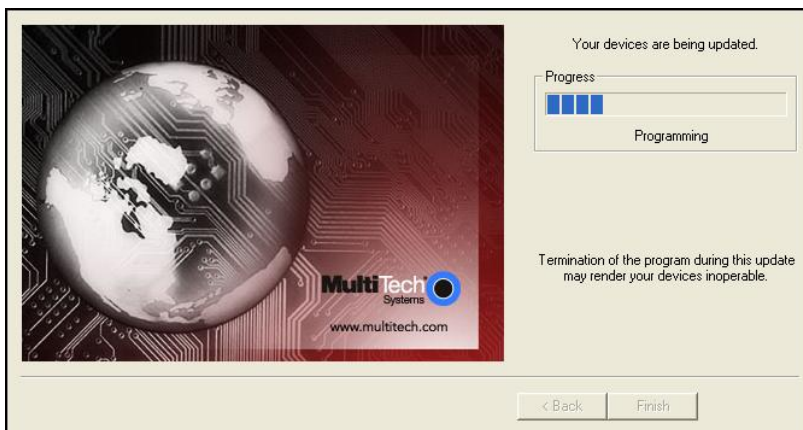 Your devices are being updated.
Progress
Programming
Termination of the program during this update
may render your devices inoperable.
MultiTech
Systems
www.multitech.com
< Back
Finish